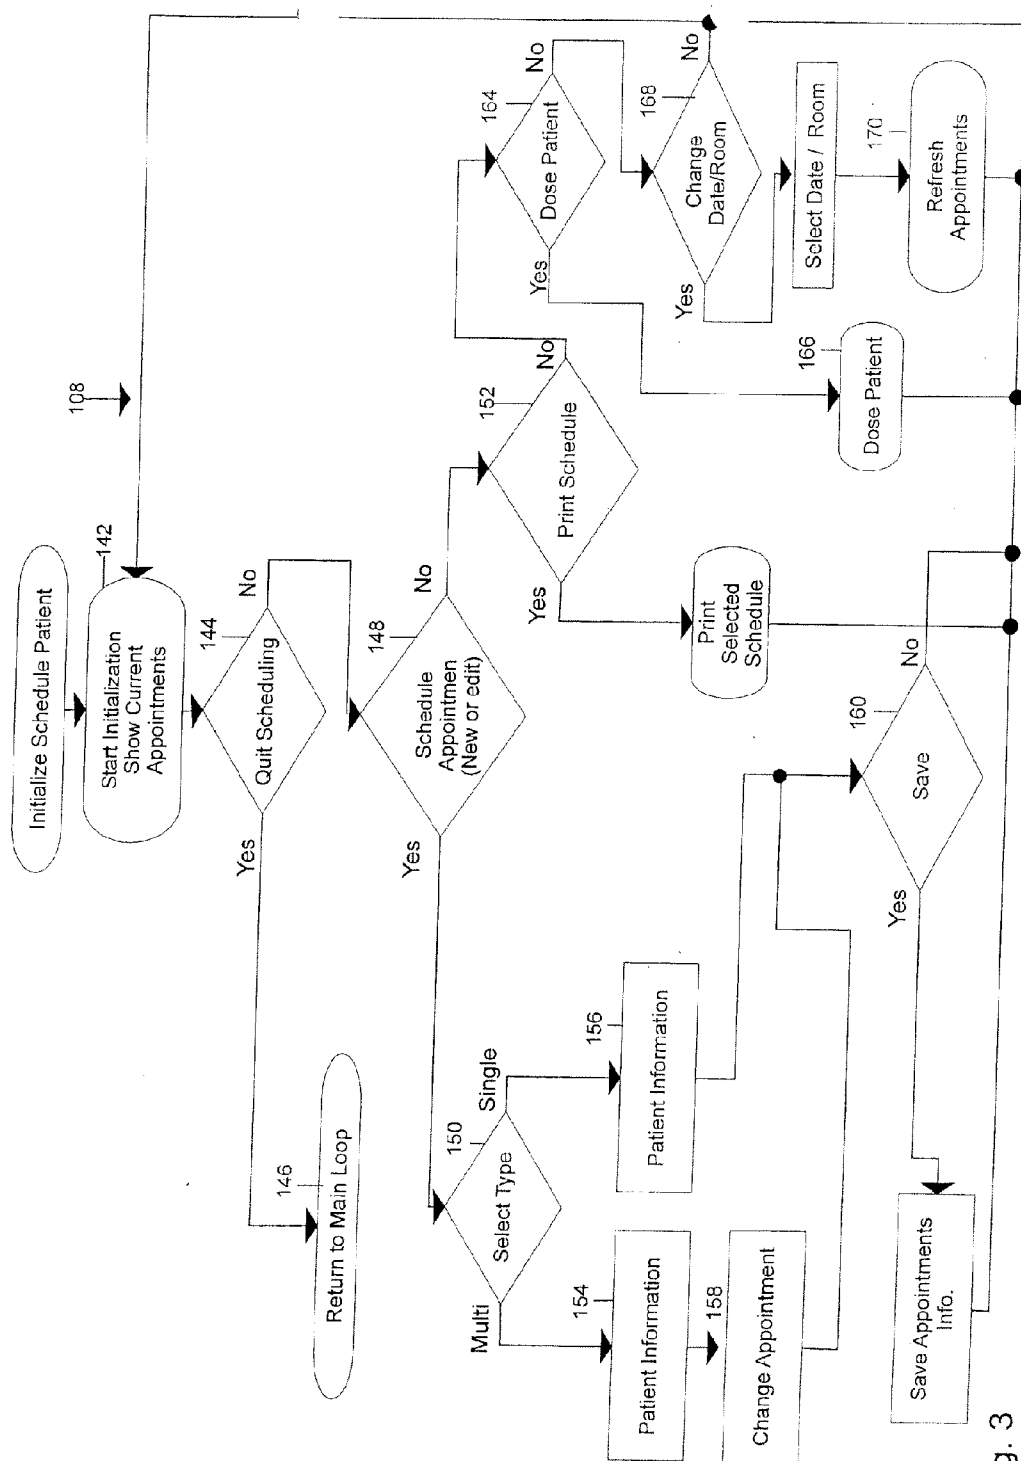 108
Initialize Schedule Patient
142
Start Initialization
Show Current
Appointments
144
Quit Scheduling
Yes
No
146
Return to Main Loop
148
Schedule
Appointmen
(New or edit)
Yes
No
150
Select Type
Multi
Single
152
Print Schedule
Yes
No
164
Dose Patient
Yes
No
168
Change
Date/Room
Yes
No
154
Patient Information
156
Patient Information
158
Change Appointment
Print
Selected
Schedule
166
Dose Patient
Select Date / Room
170
Refresh
Appointments
160
Save
Yes
No
Save Appointments
Info.
g. 3